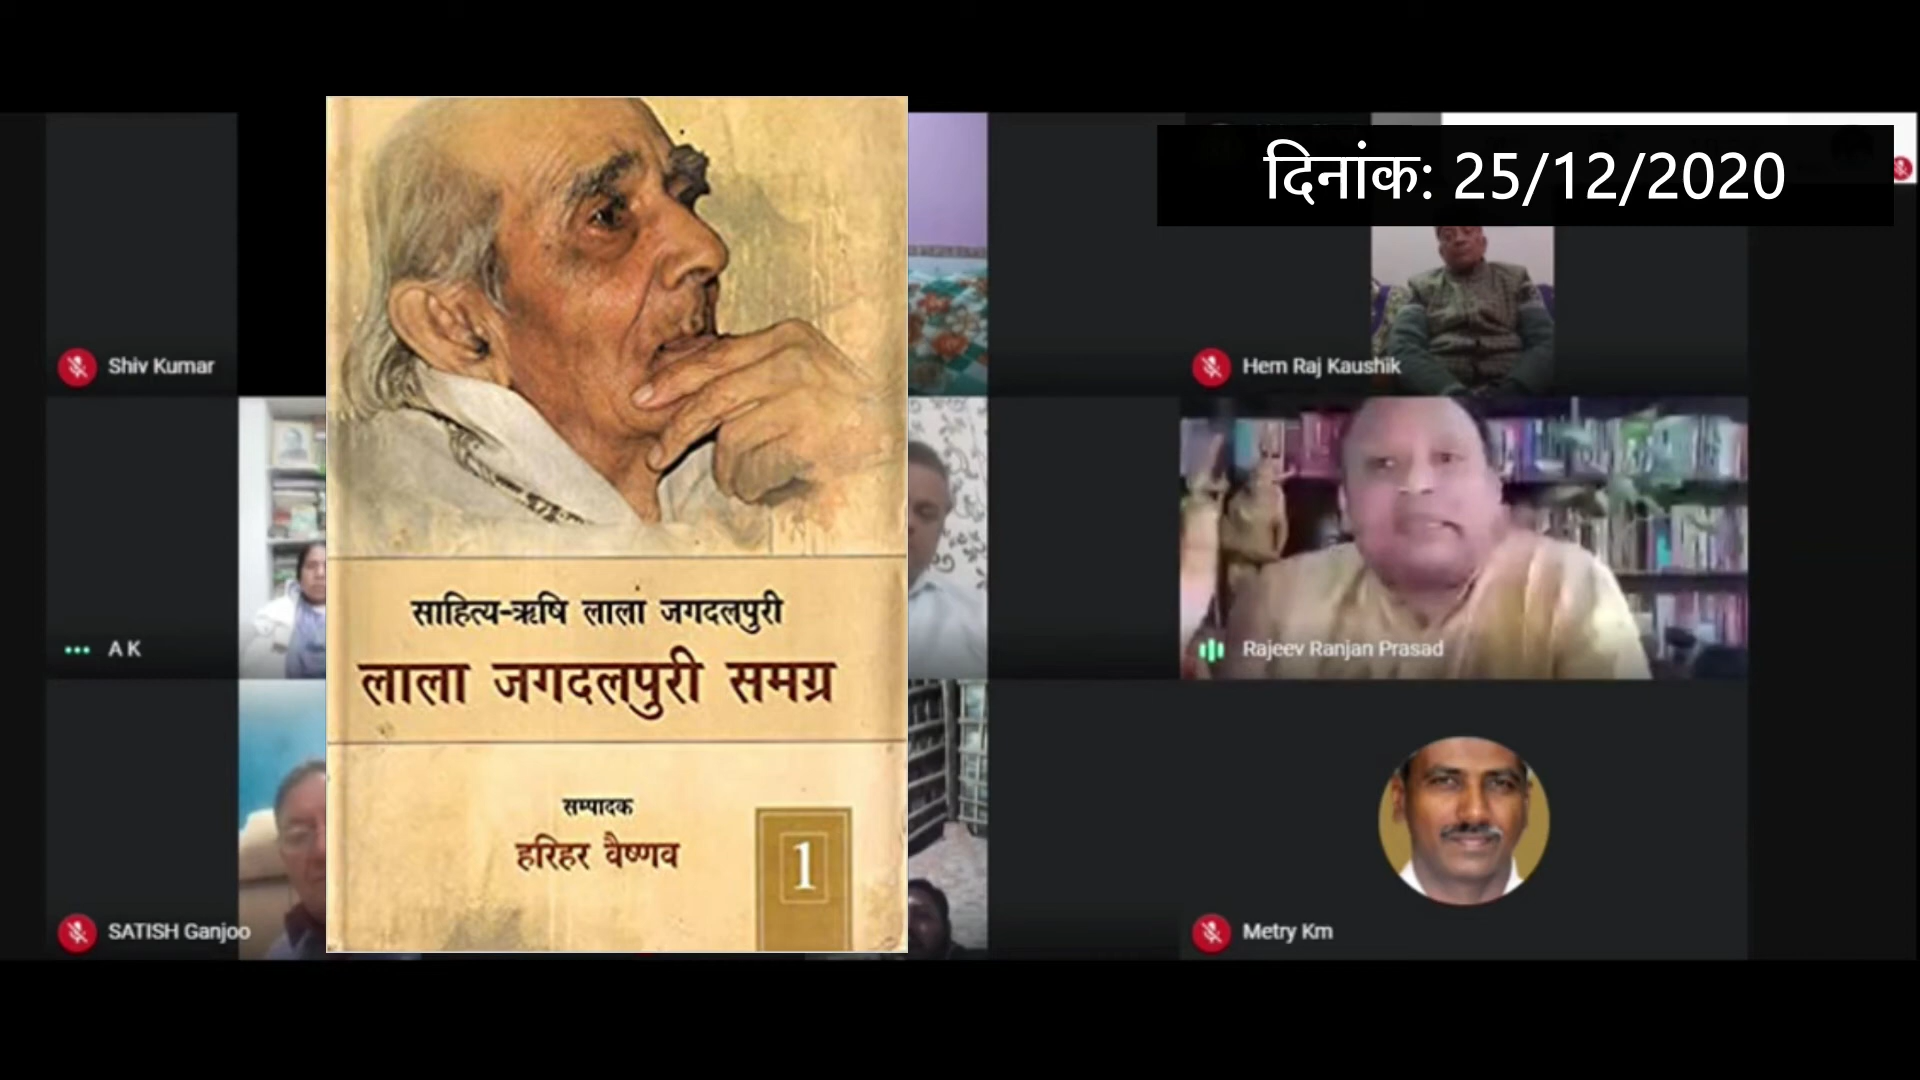 दिनांक: 25/12/2020
Shiv Kumar
Hem Raj Kaushik
साहित्य-ऋषि लाला जगदलपुरी
लाला जगदलपुरी समग्र
A K
Rajeev Ranjan Prasad
सम्पादक
हरिहर वैष्णव
1
SATISH Ganjoo
Metry Km